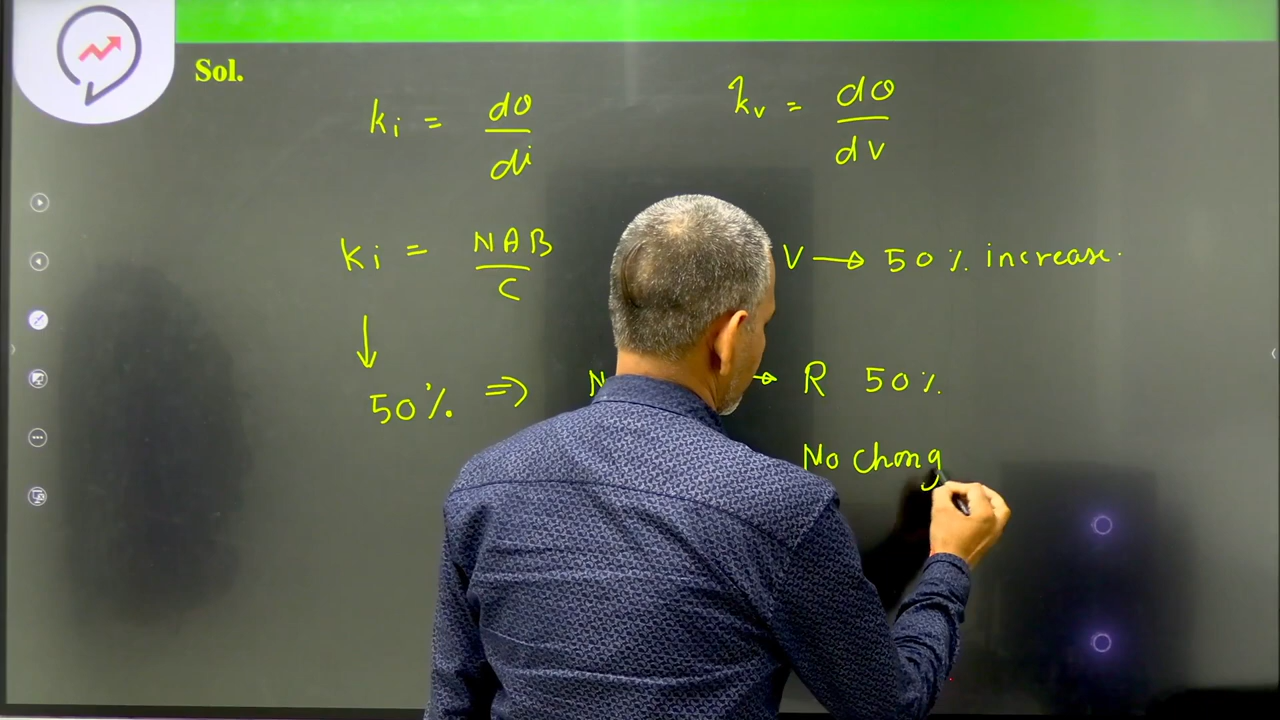 Sol.
ki = dθ/di kv = dθ/dv
ki = NAB/C V → 50% increase.
↓
50% ⇒ N → R 50%.
No chang